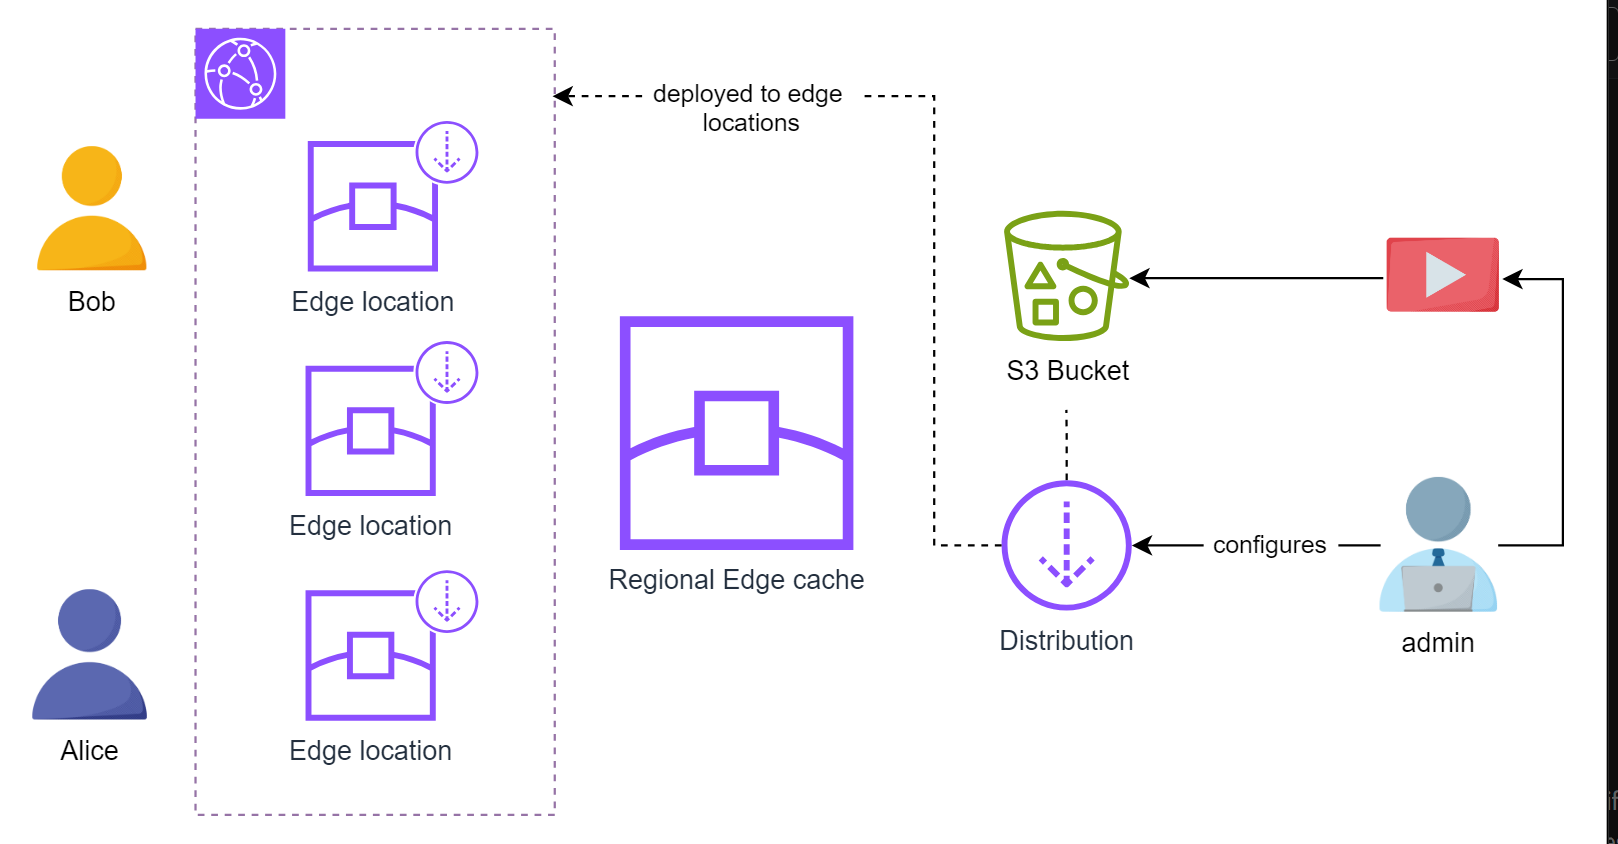 deployed to edge
locations
Bob
Edge location
S3 Bucket
Edge location
configures
Regional Edge cache
Distribution
admin
Alice
Edge location
if